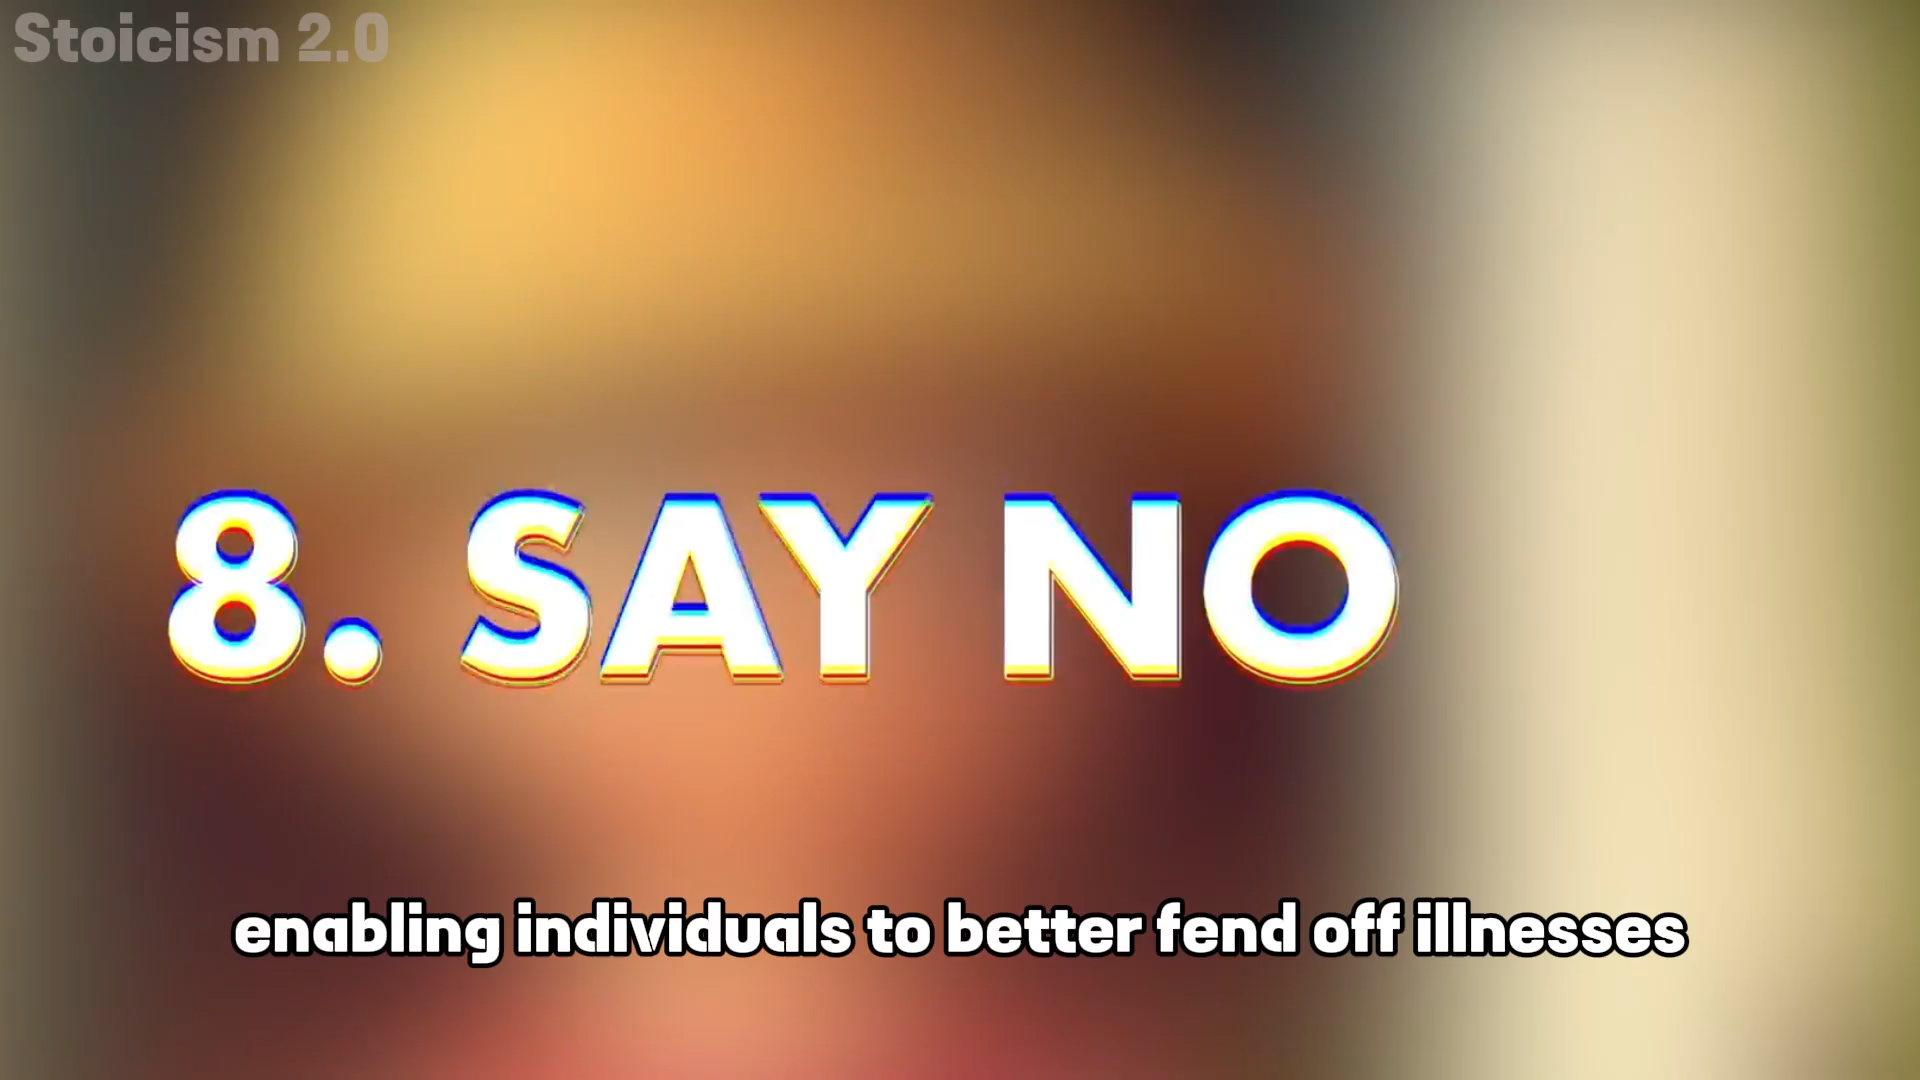 Stoicism 2.0
8. SAY NO
enabling individuals to better fend off illnesses